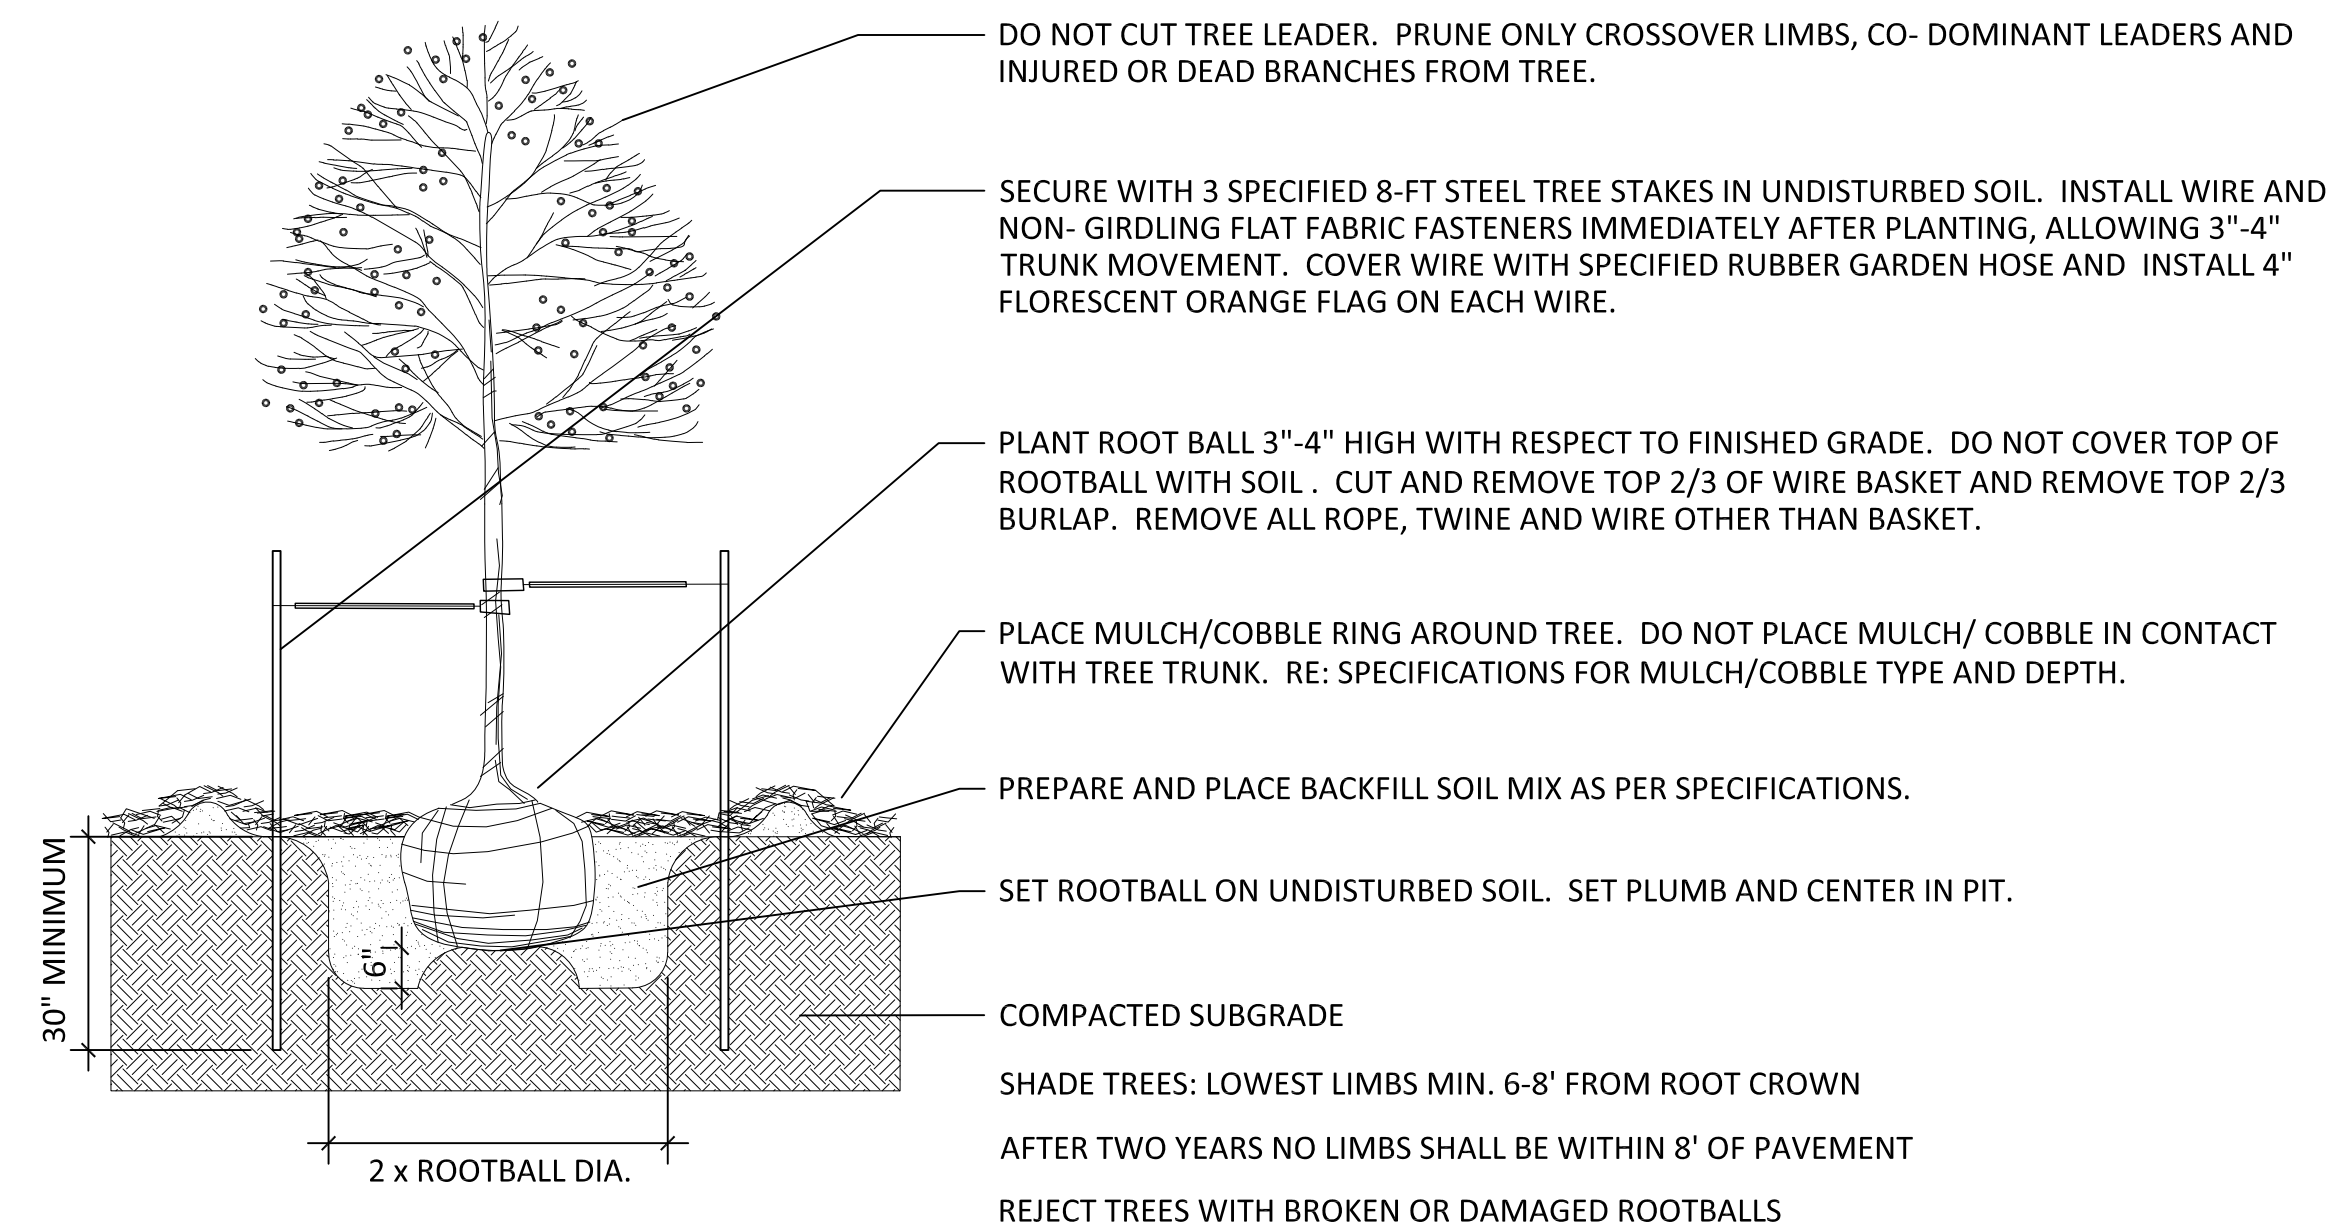 DO NOT CUT TREE LEADER.  PRUNE ONLY CROSSOVER LIMBS, CO- DOMINANT LEADERS AND
INJURED OR DEAD BRANCHES FROM TREE.
SECURE WITH 3 SPECIFIED 8-FT STEEL TREE STAKES IN UNDISTURBED SOIL.  INSTALL WIRE AND
NON- GIRDLING FLAT FABRIC FASTENERS IMMEDIATELY AFTER PLANTING, ALLOWING 3"-4"
TRUNK MOVEMENT.  COVER WIRE WITH SPECIFIED RUBBER GARDEN HOSE AND  INSTALL 4"
FLORESCENT ORANGE FLAG ON EACH WIRE.
PLANT ROOT BALL 3"-4" HIGH WITH RESPECT TO FINISHED GRADE.  DO NOT COVER TOP OF
ROOTBALL WITH SOIL .  CUT AND REMOVE TOP 2/3 OF WIRE BASKET AND REMOVE TOP 2/3
BURLAP.  REMOVE ALL ROPE, TWINE AND WIRE OTHER THAN BASKET.
PLACE MULCH/COBBLE RING AROUND TREE.  DO NOT PLACE MULCH/ COBBLE IN CONTACT
WITH TREE TRUNK.  RE: SPECIFICATIONS FOR MULCH/COBBLE TYPE AND DEPTH.
PREPARE AND PLACE BACKFILL SOIL MIX AS PER SPECIFICATIONS.
SET ROOTBALL ON UNDISTURBED SOIL.  SET PLUMB AND CENTER IN PIT.
COMPACTED SUBGRADE
SHADE TREES: LOWEST LIMBS MIN. 6-8' FROM ROOT CROWN
AFTER TWO YEARS NO LIMBS SHALL BE WITHIN 8' OF PAVEMENT
REJECT TREES WITH BROKEN OR DAMAGED ROOTBALLS
30" MINIMUM
6"
2 x ROOTBALL DIA.